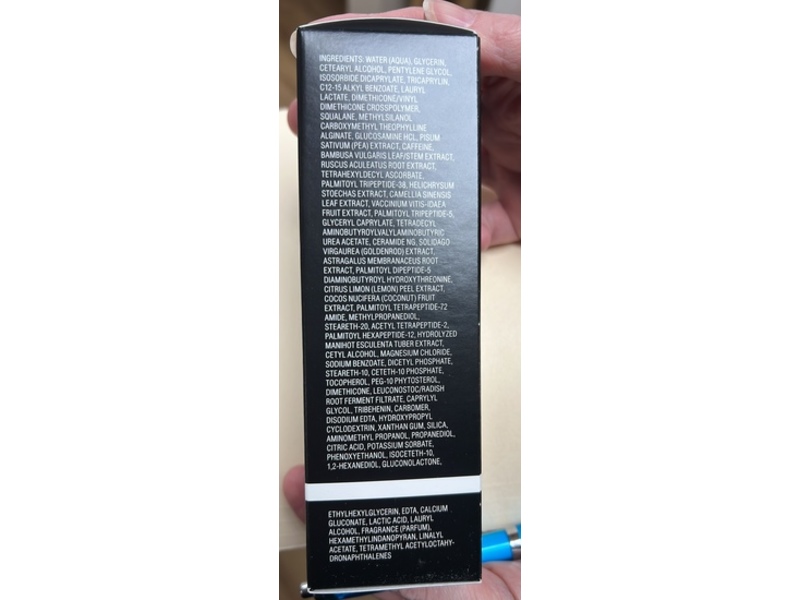 INGREDIENTS: WATER (AQUA), GLYCERIN,
CETEARYL ALCOHOL, PENTYLENE GLYCOL,
ISOSORBIDE DICAPRYLATE, TRICAPRYLIN,
C12-15 ALKYL BENZOATE, LAURYL
LACTATE, DIMETHICONE/VINYL
DIMETHICONE CROSSPOLYMER,
SQUALANE, METHYLSILANOL
CARBOXYMETHYL THEOPHYLLINE
ALGINATE, GLUCOSAMINE HCL, PISUM
SATIVUM (PEA) EXTRACT, CAFFEINE,
BAMBUSA VULGARIS LEAF/STEM EXTRACT,
RUSCUS ACULEATUS ROOT EXTRACT,
TETRAHEXYLDECYL ASCORBATE,
PALMITOYL TRIPEPTIDE-38, HELICHRYSUM
STOECHAS EXTRACT, CAMELLIA SINENSIS
LEAF EXTRACT, VACCINIUM VITIS-IDAEA
FRUIT EXTRACT, PALMITOYL TRIPEPTIDE-5,
GLYCERYL CAPRYLATE, TETRADECYL
AMINOBUTYROYLVALYLAMINOBUTYRIC
UREA ACETATE, CERAMIDE NG, SOLIDAGO
VIRGAUREA (GOLDENROD) EXTRACT,
ASTRAGALUS MEMBRANACEUS ROOT
EXTRACT, PALMITOYL DIPEPTIDE-5
DIAMINOBUTYROYL HYDROXYTHREONINE,
CITRUS LIMON (LEMON) PEEL EXTRACT,
COCOS NUCIFERA (COCONUT) FRUIT
EXTRACT, PALMITOYL TETRAPEPTIDE-72
AMIDE, METHYLPROPANEDIOL,
STEARETH-20, ACETYL TETRAPEPTIDE-2,
PALMITOYL HEXAPEPTIDE-12, HYDROLYZED
MANIHOT ESCULENTA TUBER EXTRACT,
CETYL ALCOHOL, MAGNESIUM CHLORIDE,
SODIUM BENZOATE, DICETYL PHOSPHATE,
STEARETH-10, CETETH-10 PHOSPHATE,
TOCOPHEROL, PEG-10 PHYTOSTEROL,
DIMETHICONE, LEUCONOSTOC/RADISH
ROOT FERMENT FILTRATE, CAPRYLYL
GLYCOL, TRIBEHENIN, CARBOMER,
DISODIUM EDTA, HYDROXYPROPYL
CYCLODEXTRIN, XANTHAN GUM, SILICA,
AMINOMETHYL PROPANOL, PROPANEDIOL,
CITRIC ACID, POTASSIUM SORBATE,
PHENOXYETHANOL, ISOCETETH-10,
1,2-HEXANEDIOL, GLUCONOLACTONE,
ETHYLHEXYLGLYCERIN, EDTA, CALCIUM
GLUCONATE, LACTIC ACID, LAURYL
ALCOHOL, FRAGRANCE (PARFUM),
HEXAMETHYLINDANOPYRAN, LINALYL
ACETATE, TETRAMETHYL ACETYLOCTAHY-
DRONAPHTHALENES